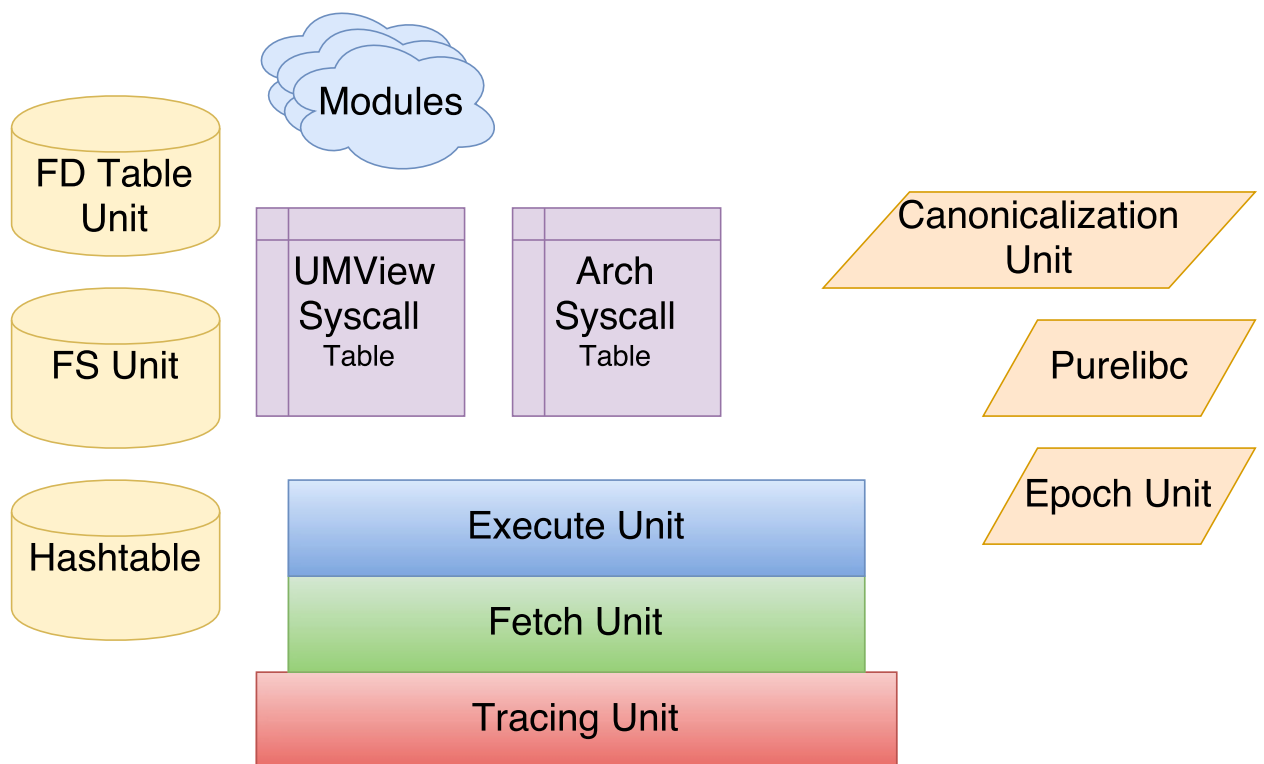 Modules
FD Table
Unit
FS Unit
Hashtable
UMView
Syscall
Table
Arch
Syscall
Table
Canonicalization
Unit
Purelibc
Epoch Unit
Execute Unit
Fetch Unit
Tracing Unit